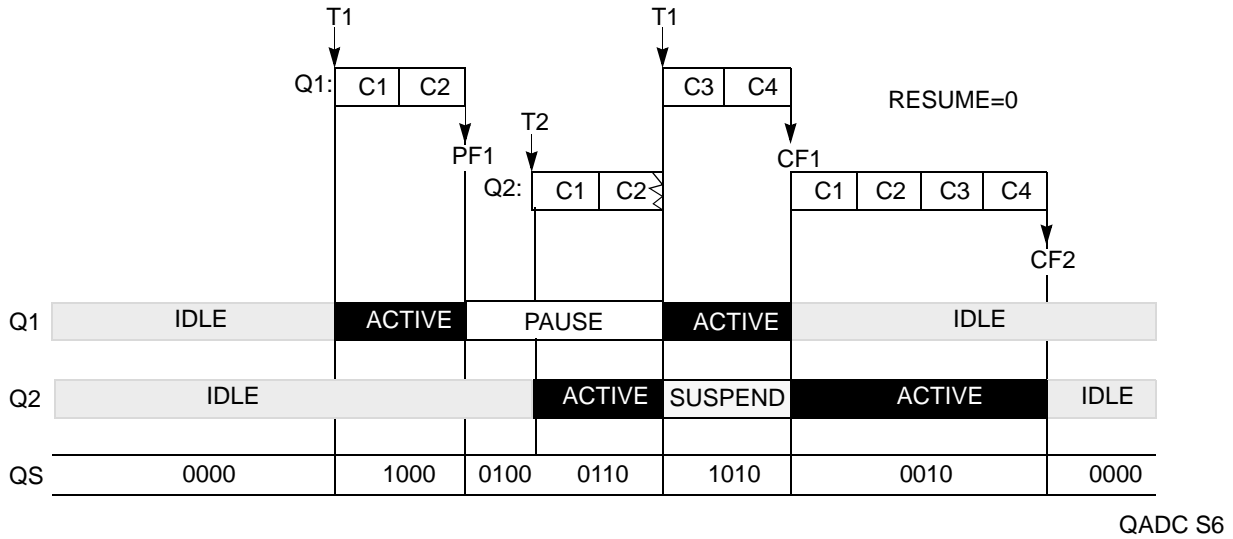 T1 T1
Q1: C1 C2 C3 C4 RESUME=0
T2
PF1 CF1
Q2: C1 C2 C1 C2 C3 C4
CF2
Q1 IDLE ACTIVE PAUSE ACTIVE IDLE
Q2 IDLE ACTIVE SUSPEND ACTIVE IDLE
QS 0000 1000 0100 0110 1010 0010 0000
QADC S6